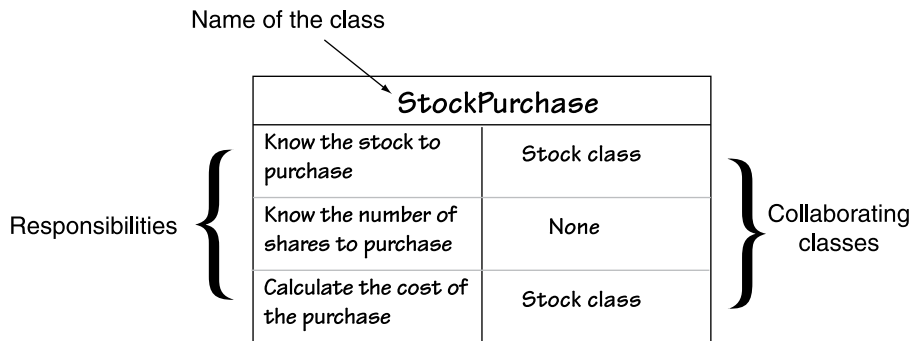 Name of the class
StockPurchase
Know the stock to
purchase
Stock class
Responsibilities
Know the number of
shares to purchase
None
Collaborating
classes
Calculate the cost of
the purchase
Stock class